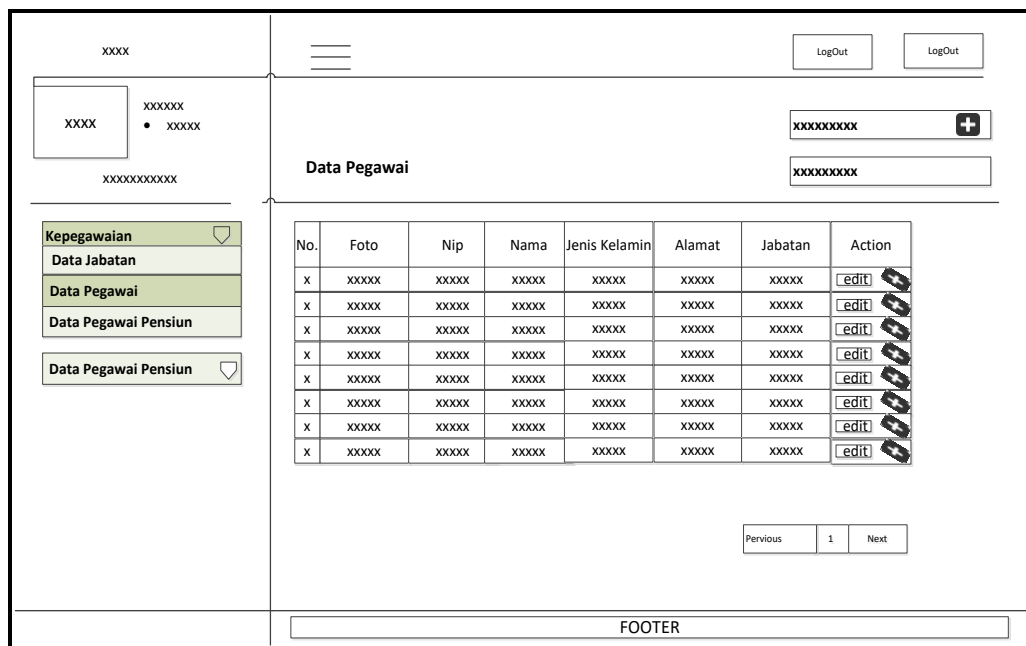 xxxx
LogOut LogOut
xxxx
xxxxxx
• xxxxx
xxxxxxxxxxx
xxxxxxxxx
Data Pegawai
xxxxxxxxx
Kepegawaian
Data Jabatan
Data Pegawai
Data Pegawai Pensiun
Data Pegawai Pensiun
No. Foto Nip Nama Jenis Kelamin Alamat Jabatan Action
x xxxxx xxxxx xxxxx xxxxx xxxxx xxxxx edit
x xxxxx xxxxx xxxxx xxxxx xxxxx xxxxx edit
x xxxxx xxxxx xxxxx xxxxx xxxxx xxxxx edit
x xxxxx xxxxx xxxxx xxxxx xxxxx xxxxx edit
x xxxxx xxxxx xxxxx xxxxx xxxxx xxxxx edit
x xxxxx xxxxx xxxxx xxxxx xxxxx xxxxx edit
x xxxxx xxxxx xxxxx xxxxx xxxxx xxxxx edit
x xxxxx xxxxx xxxxx xxxxx xxxxx xxxxx edit
Pervious 1 Next
FOOTER